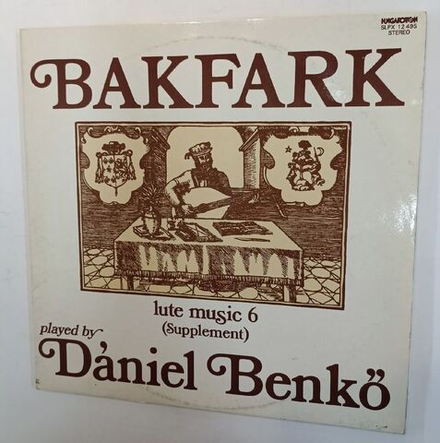 HUNGAROTON
SLPX 12 495
STEREO
BAKFARK
lute music 6
(Supplement)
played by
Dániel Benkő